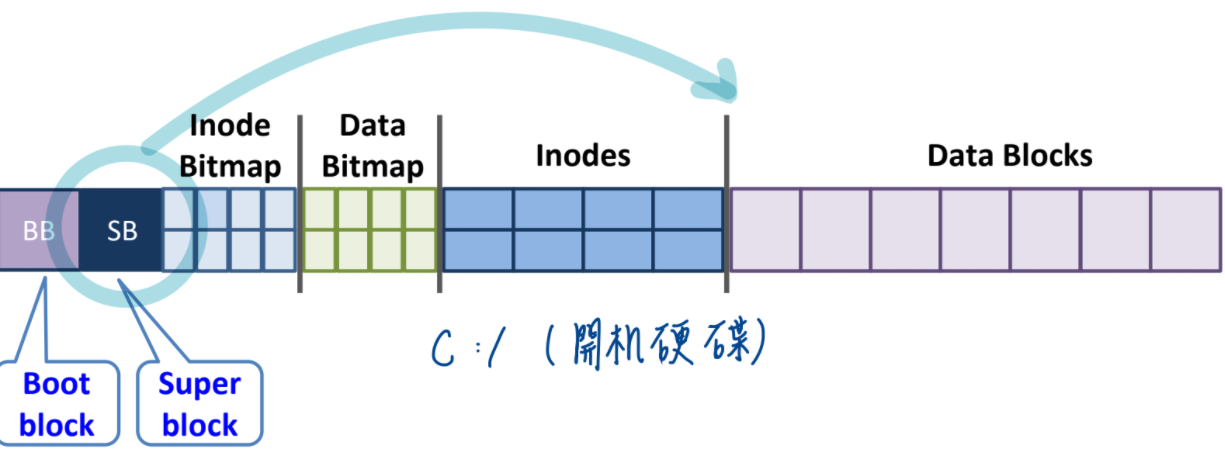 Inode
Bitmap
Data
Bitmap
Inodes
Data Blocks
BB
SB
C:/ (開机硬碟)
Boot
block
Super
block